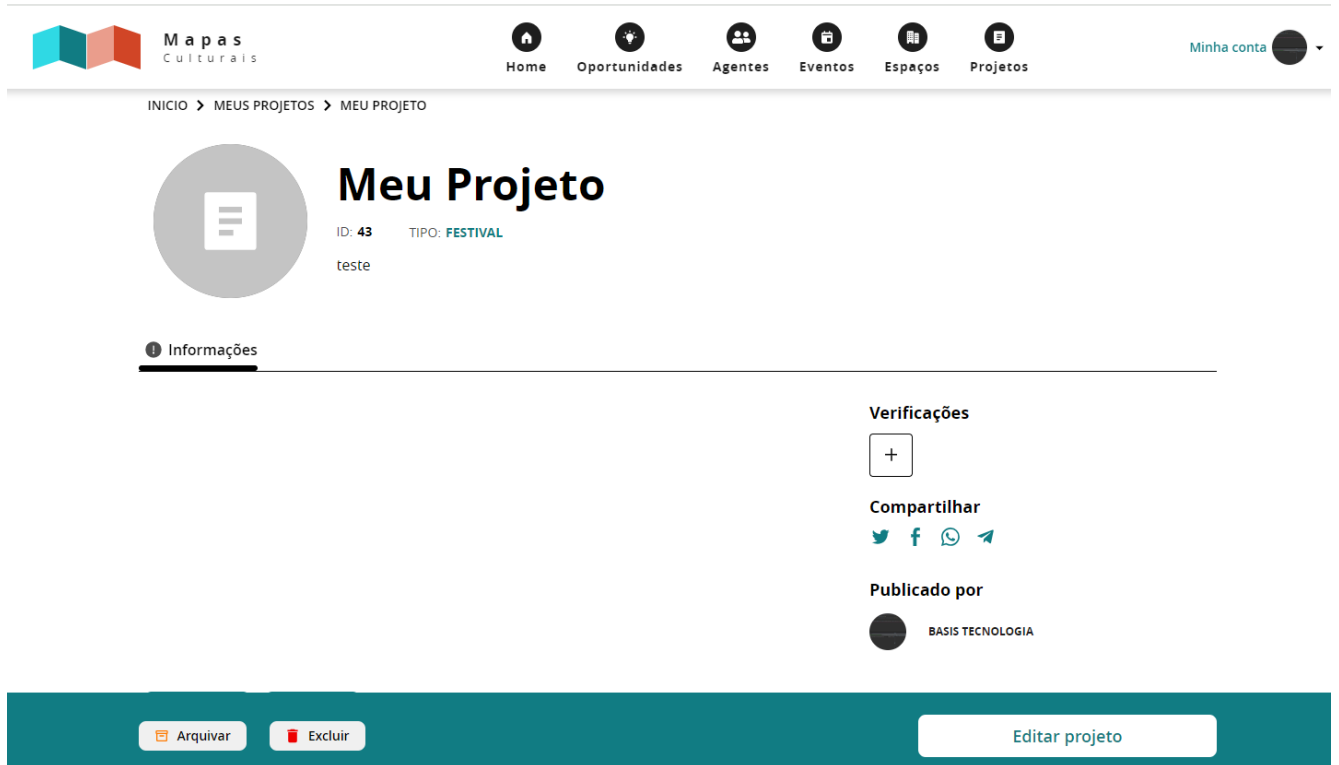 Mapas
Culturais
Home Oportunidades Agentes Eventos Espaços Projetos
Minha conta
INICIO > MEUS PROJETOS > MEU PROJETO
Meu Projeto
ID: 43 TIPO: FESTIVAL
teste
Informações
Verificações
+
Compartilhar
Publicado por
BASIS TECNOLOGIA
Arquivar Excluir Editar projeto